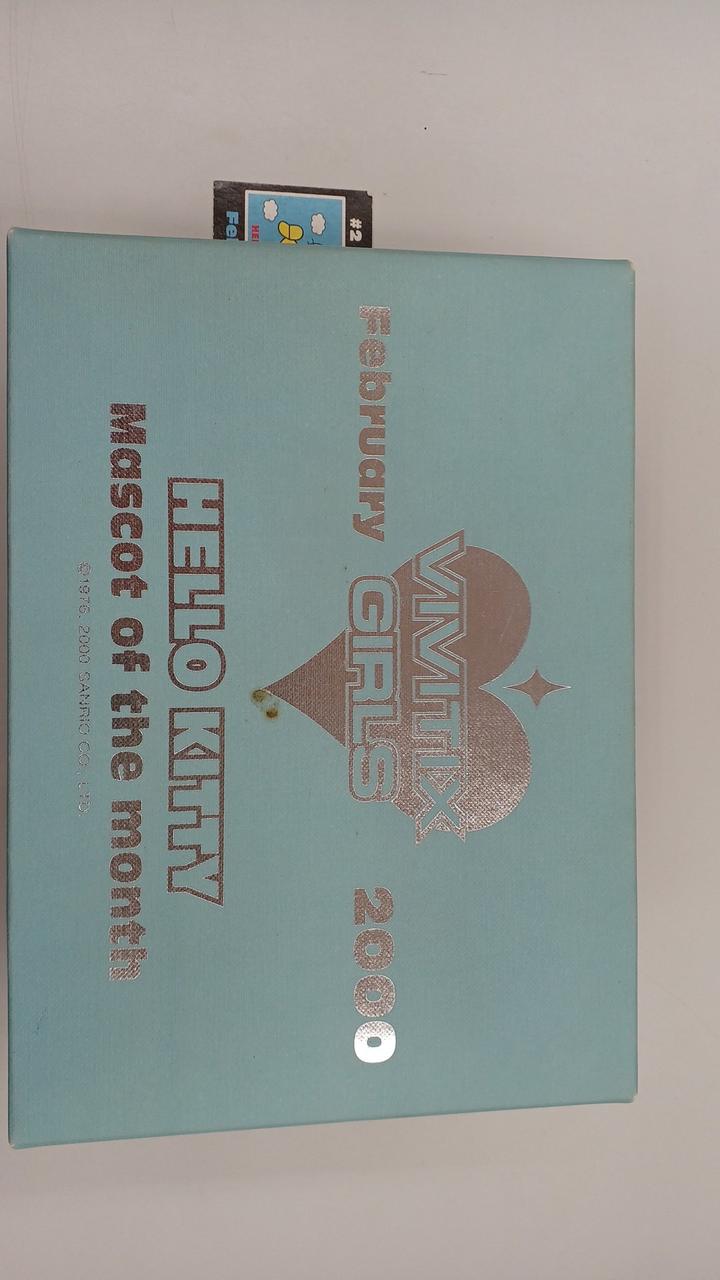 #2
February VIVITIX GIRLS 2000
HELLO KITTY
Mascot of the month
©1976, 2000 SANRIO CO., LTD.